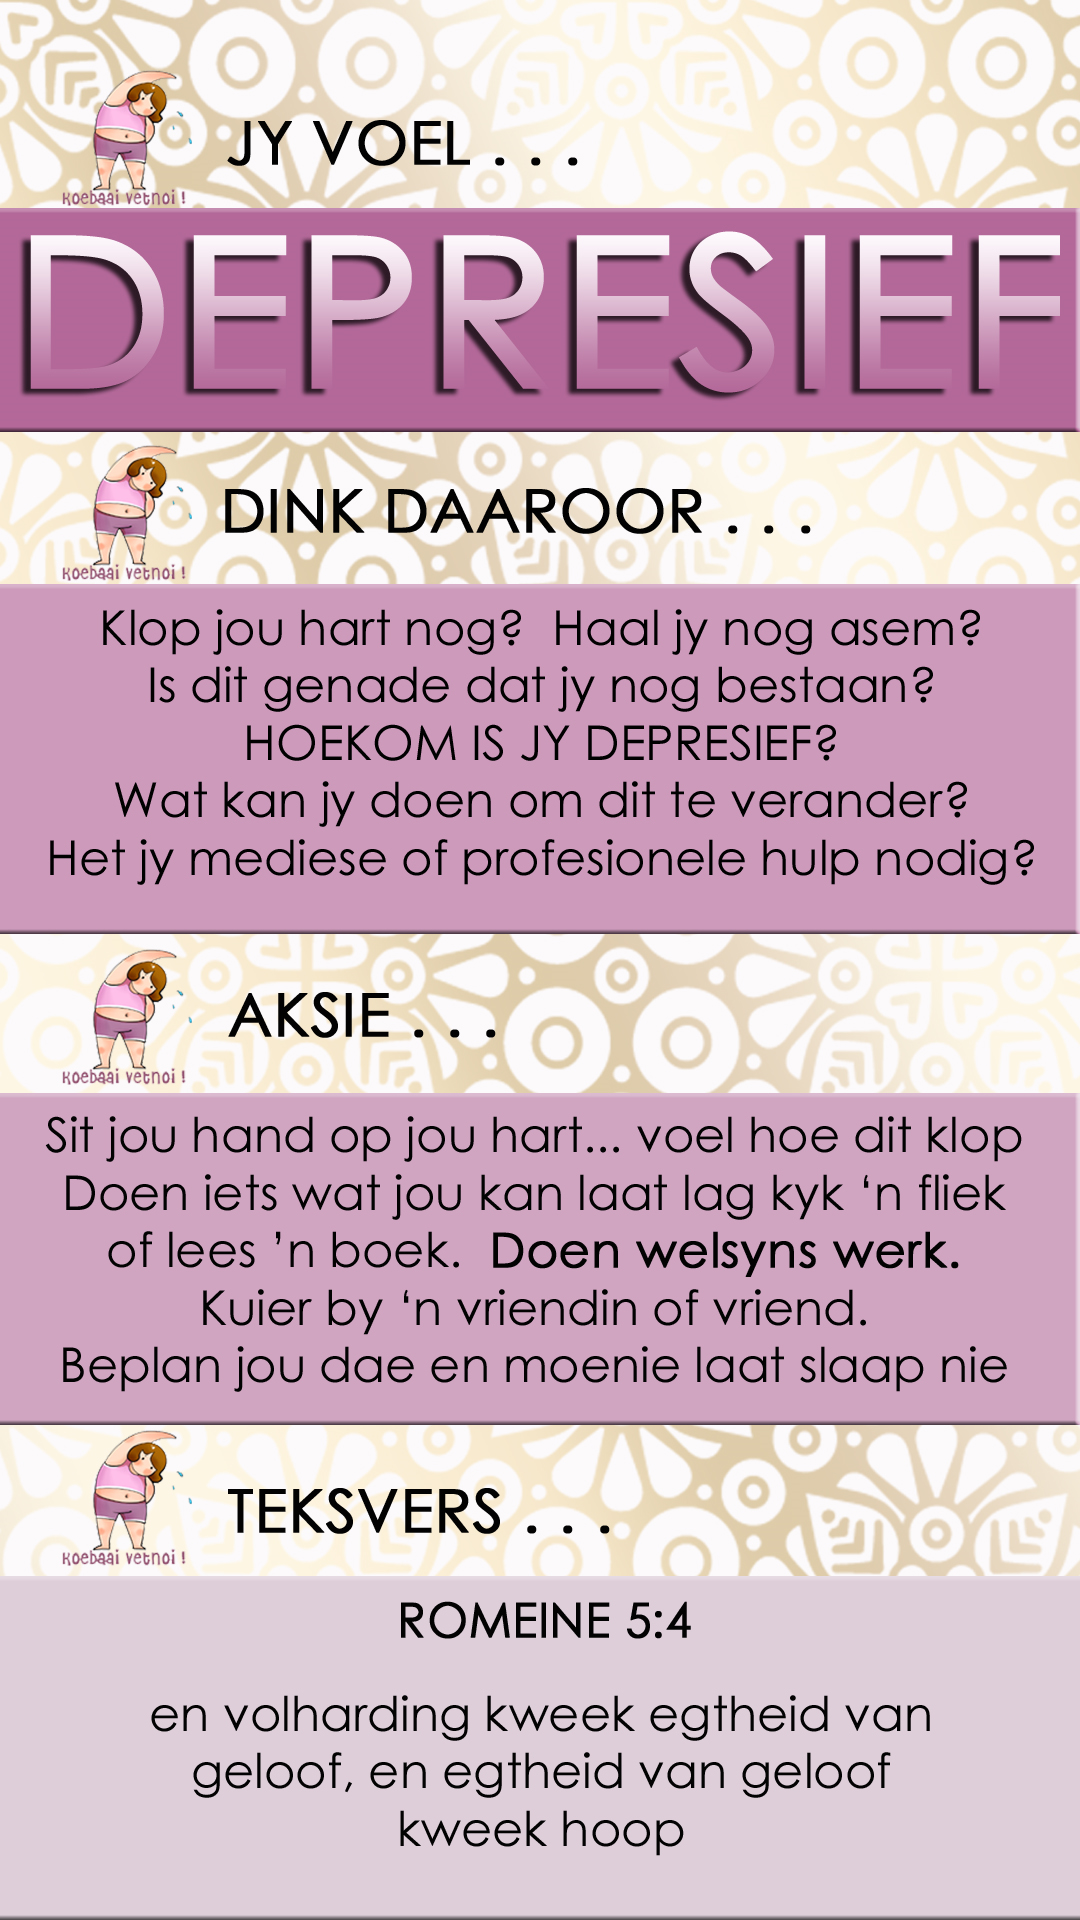 JY VOEL . . .
Koebaai vetnoi !
DEPRESIEF
DINK DAAROOR . . .
Koebaai vetnoi !
Klop jou hart nog?  Haal jy nog asem?
Is dit genade dat jy nog bestaan?
HOEKOM IS JY DEPRESIEF?
Wat kan jy doen om dit te verander?
Het jy mediese of profesionele hulp nodig?
AKSIE . . .
Koebaai vetnoi !
Sit jou hand op jou hart... voel hoe dit klop
Doen iets wat jou kan laat lag kyk ‘n fliek
of lees ’n boek.  Doen welsyns werk.
Kuier by ‘n vriendin of vriend.
Beplan jou dae en moenie laat slaap nie
TEKSVERS . . .
Koebaai vetnoi !
ROMEINE 5:4
en volharding kweek egtheid van
geloof, en egtheid van geloof
kweek hoop